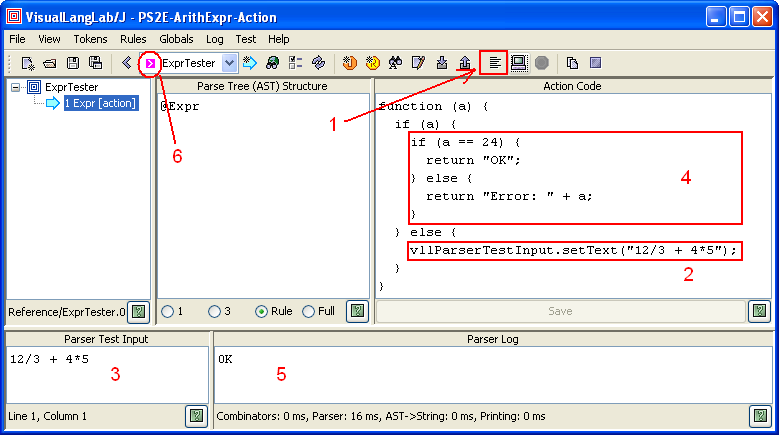 VisualLangLab/J - PS2E-ArithExpr-Action
File View Tokens Rules Globals Log Test Help
ExprTester
1
6
ExprTester
1 Expr [action]
Reference/ExprTester.0
Parse Tree (AST) Structure
@Expr
1 3 Rule Full
Action Code
function (a) {
if (a) {
if (a == 24) {
return "OK";
} else {
return "Error: " + a;
}
} else {
vllParserTestInput.setText("12/3 + 4*5");
}
}
4
2
Save
Parser Test Input
12/3 + 4*5
3
Line 1, Column 1
Parser Log
OK
5
Combinators: 0 ms, Parser: 16 ms, AST->String: 0 ms, Printing: 0 ms